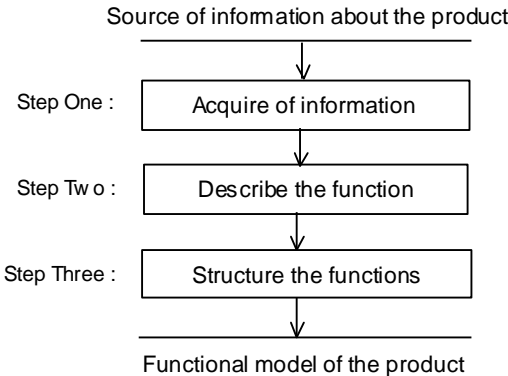 Source of information about the product
Step One : Acquire of information
Step Two : Describe the function
Step Three : Structure the functions
Functional model of the product